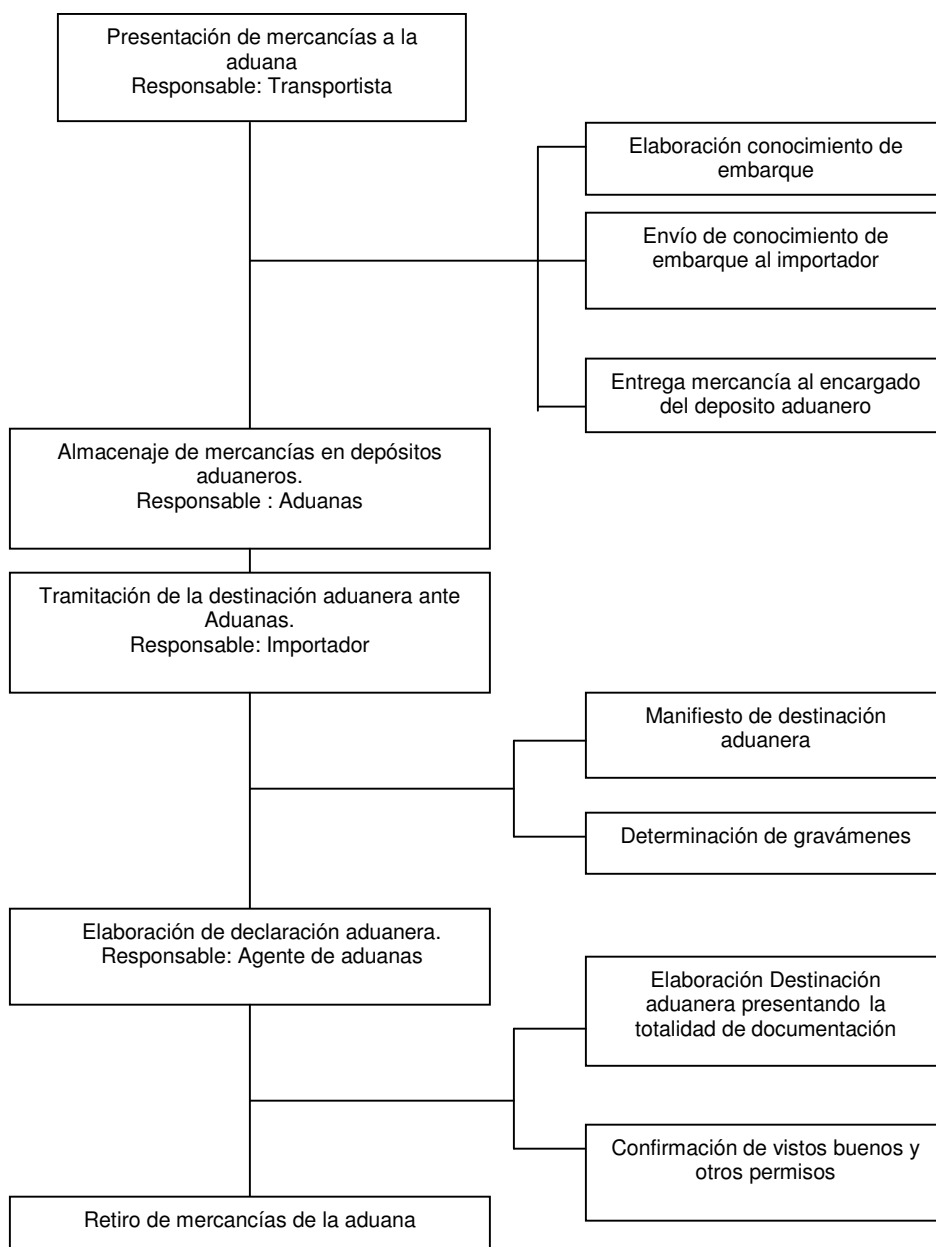 Presentación de mercancías a la
aduana
Responsable: Transportista
Elaboración conocimiento de
embarque
Envío de conocimiento de
embarque al importador
Entrega mercancía al encargado
del deposito aduanero
Almacenaje de mercancías en depósitos
aduaneros.
Responsable : Aduanas
Tramitación de la destinación aduanera ante
Aduanas.
Responsable: Importador
Manifiesto de destinación
aduanera
Determinación de gravámenes
Elaboración de declaración aduanera.
Responsable: Agente de aduanas
Elaboración Destinación
aduanera presentando la
totalidad de documentación
Confirmación de vistos buenos y
otros permisos
Retiro de mercancías de la aduana